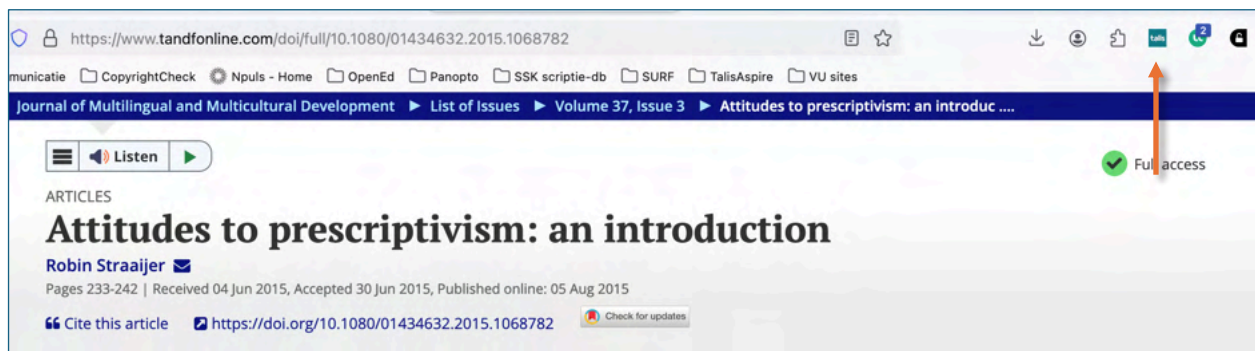 https://www.tandfonline.com/doi/full/10.1080/01434632.2015.1068782
talis
2
municatie CopyrightCheck Npuls - Home OpenEd Panopto SSK scriptie-db SURF TalisAspire VU sites
Journal of Multilingual and Multicultural Development ► List of Issues ► Volume 37, Issue 3 ► Attitudes to prescriptivism: an introduc ....
Listen
Full access
ARTICLES
Attitudes to prescriptivism: an introduction
Robin Straaijer
Pages 233-242 | Received 04 Jun 2015, Accepted 30 Jun 2015, Published online: 05 Aug 2015
Cite this article https://doi.org/10.1080/01434632.2015.1068782 Check for updates